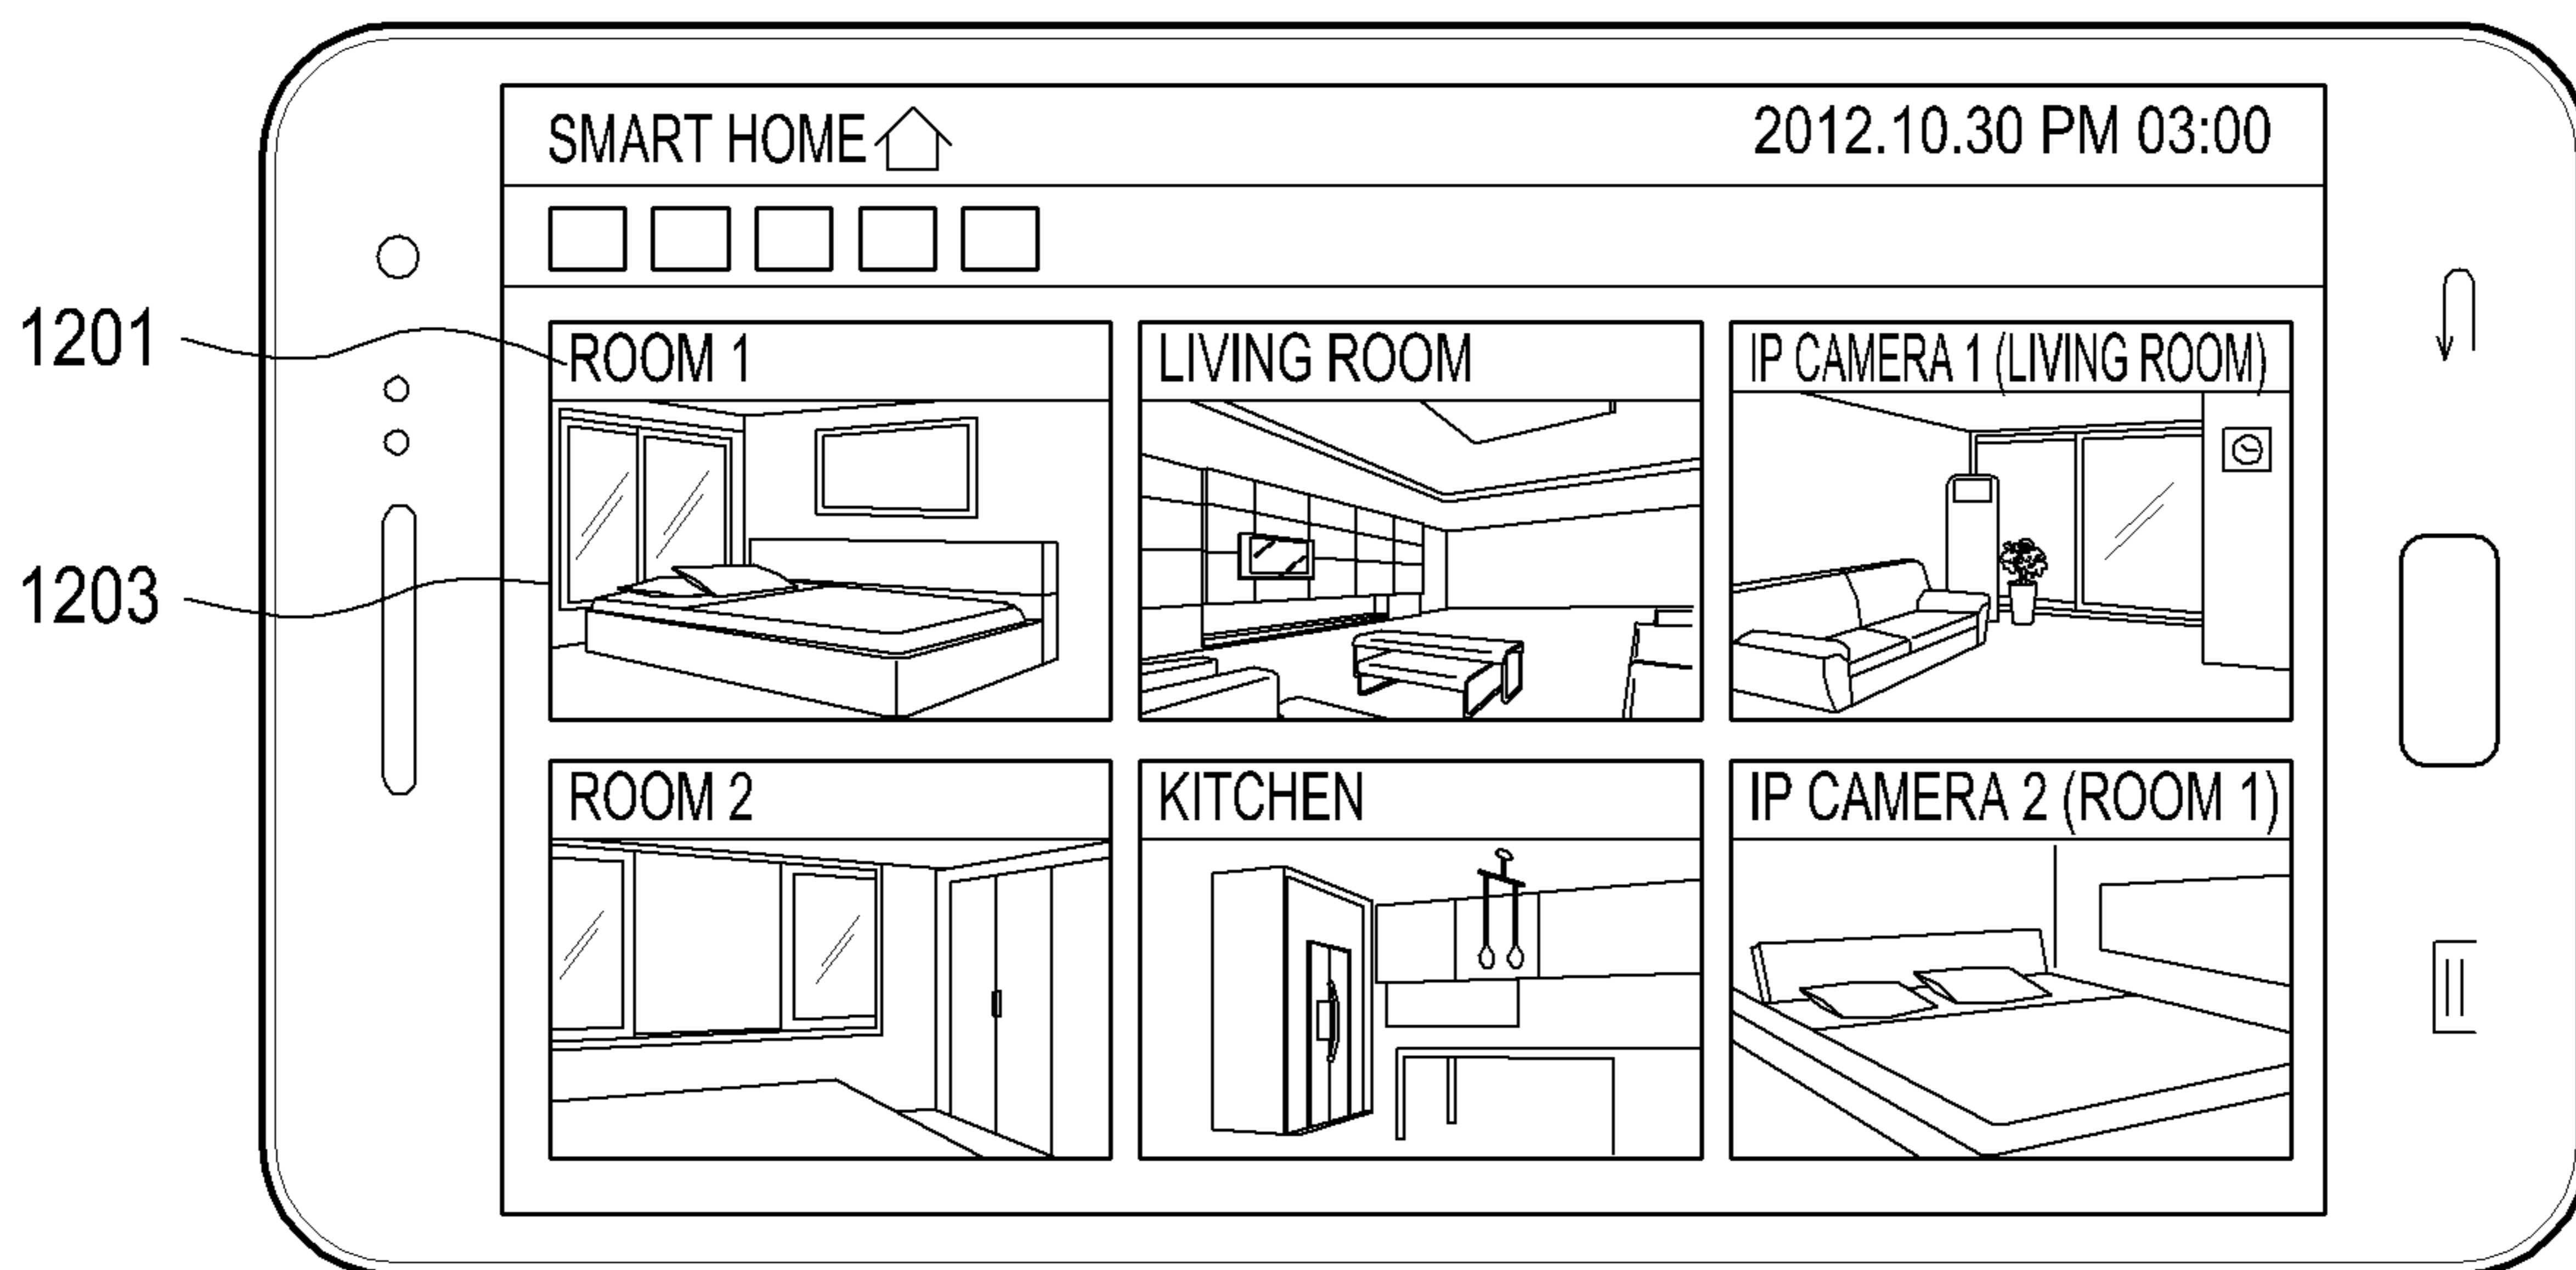 SMART HOME
2012.10.30 PM 03:00
1201
ROOM 1
LIVING ROOM
IP CAMERA 1 (LIVING ROOM)
1203
ROOM 2
KITCHEN
IP CAMERA 2 (ROOM 1)